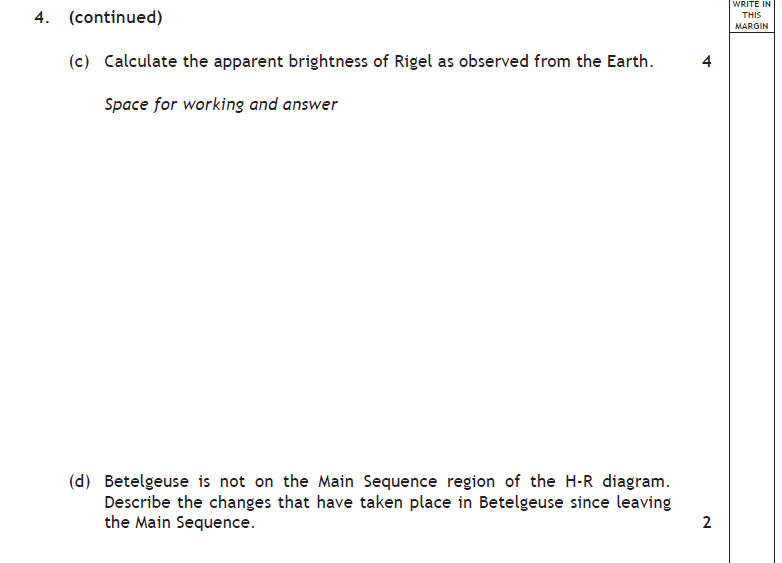 WRITE IN
THIS
MARGIN
4. (continued)
(c) Calculate the apparent brightness of Rigel as observed from the Earth. 4
Space for working and answer
(d) Betelgeuse is not on the Main Sequence region of the H-R diagram.
Describe the changes that have taken place in Betelgeuse since leaving
the Main Sequence. 2